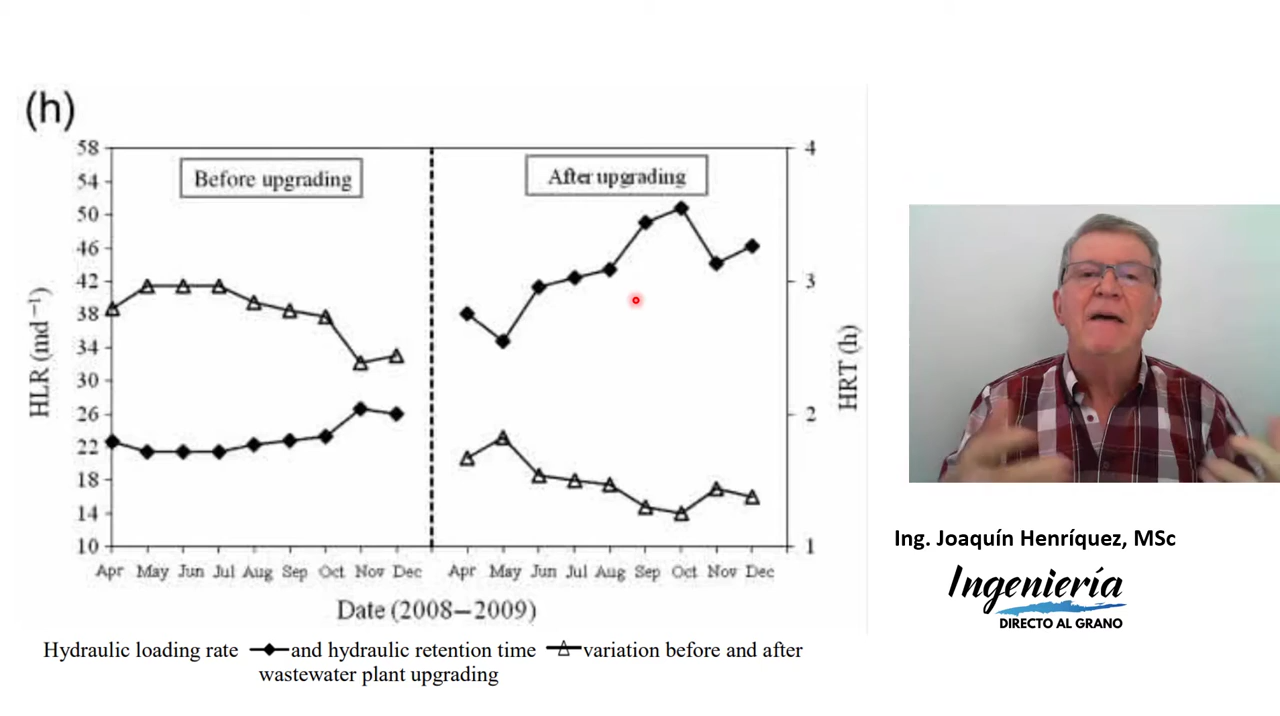 (h)
58
54
50
46
42
38
34
30
26
22
18
14
10
HLR (md⁻¹)
Before upgrading
After upgrading
4
3
2
1
HRT (h)
Apr May Jun Jul Aug Sep Oct Nov Dec
Apr May Jun Jul Aug Sep Oct Nov Dec
Date (2008–2009)
Hydraulic loading rate and hydraulic retention time variation before and after
wastewater plant upgrading
Ing. Joaquín Henríquez, MSc
Ingeniería
DIRECTO AL GRANO